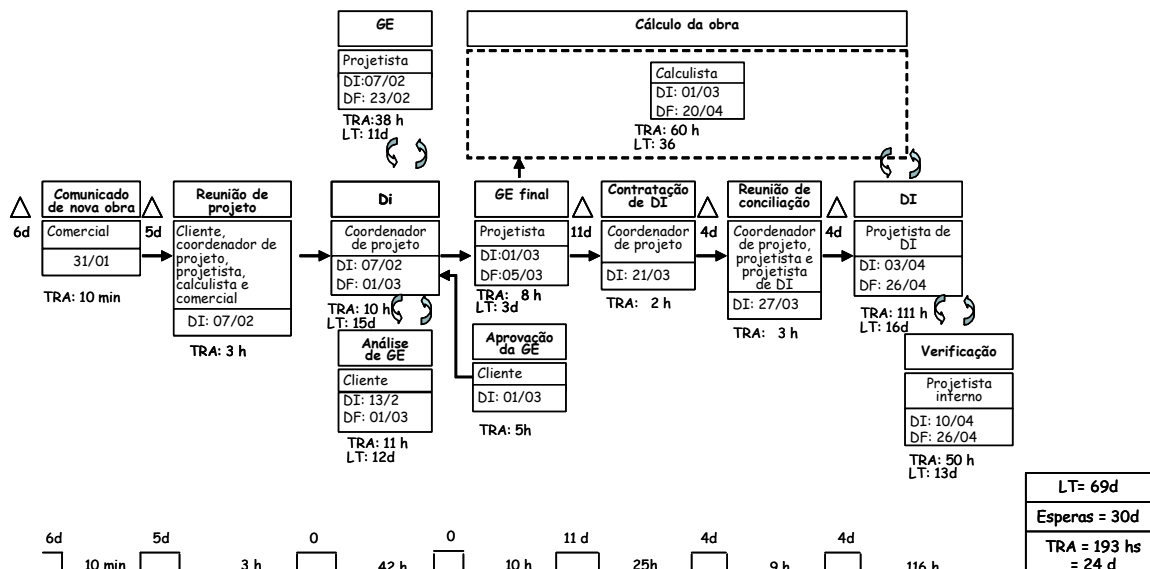 GE
Projetista
DI:07/02
DF: 23/02
TRA:38 h
LT: 11d
Cálculo da obra
Calculista
DI: 01/03
DF: 20/04
TRA: 60 h
LT: 36
6d
Comunicado
de nova obra
Comercial
31/01
TRA: 10 min
5d
Reunião de
projeto
Cliente,
coordenador de
projeto,
projetista,
calculista e
comercial
DI: 07/02
TRA: 3 h
Di
Coordenador
de projeto
DI: 07/02
DF: 01/03
TRA: 10 h
LT: 15d
Análise
de GE
Cliente
DI: 13/2
DF: 01/03
TRA: 11 h
LT: 12d
GE final
Projetista
DI:01/03
DF:05/03
TRA: 8 h
LT: 3d
Aprovação
da GE
Cliente
DI: 01/03
TRA: 5h
11d
Contratação
de DI
Coordenador
de projeto
DI: 21/03
TRA: 2 h
4d
Reunião de
conciliação
Coordenador
de projeto,
projetista e
projetista
de DI
DI: 27/03
TRA: 3 h
4d
DI
Projetista de
DI
DI: 03/04
DF: 26/04
TRA: 111 h
LT: 16d
Verificação
Projetista
interno
DI: 10/04
DF: 26/04
TRA: 50 h
LT: 13d
LT= 69d
Esperas = 30d
TRA = 193 hs
= 24 d
6d
10 min
5d
3 h
0
42 h
0
10 h
11 d
25h
4d
9 h
4d
116 h